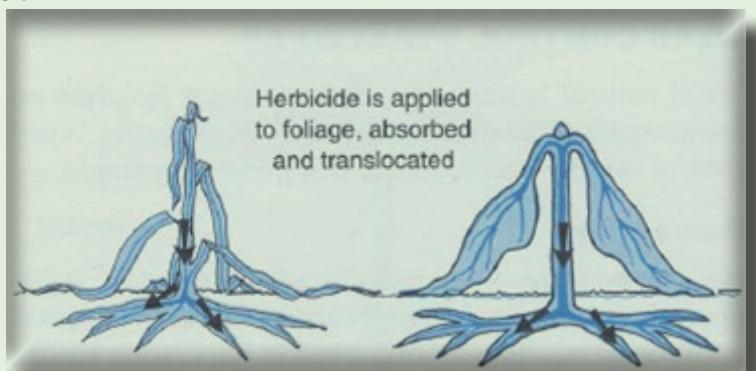 Herbicide is applied
to foliage, absorbed
and translocated